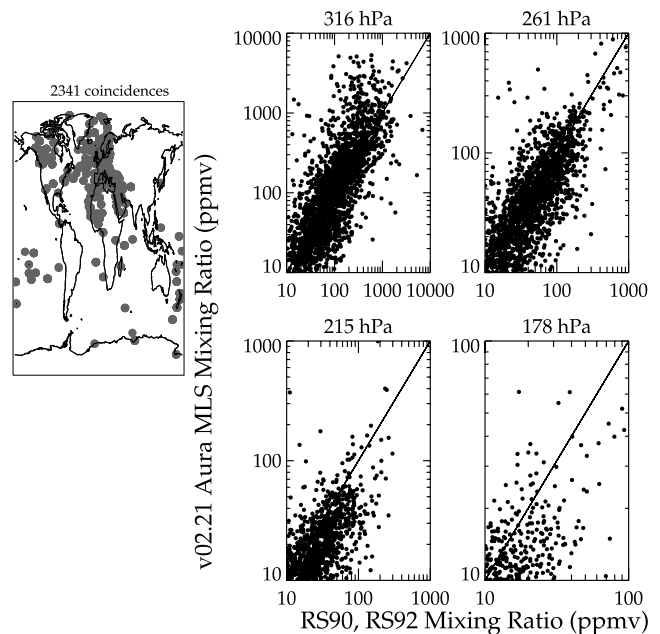 2341 coincidences
v02.21 Aura MLS Mixing Ratio (ppmv)
316 hPa
10000
1000
100
10
10 100 1000 10000
261 hPa
1000
100
10
10 100 1000
215 hPa
1000
100
10
10 100 1000
178 hPa
100
10
10 100
RS90, RS92 Mixing Ratio (ppmv)